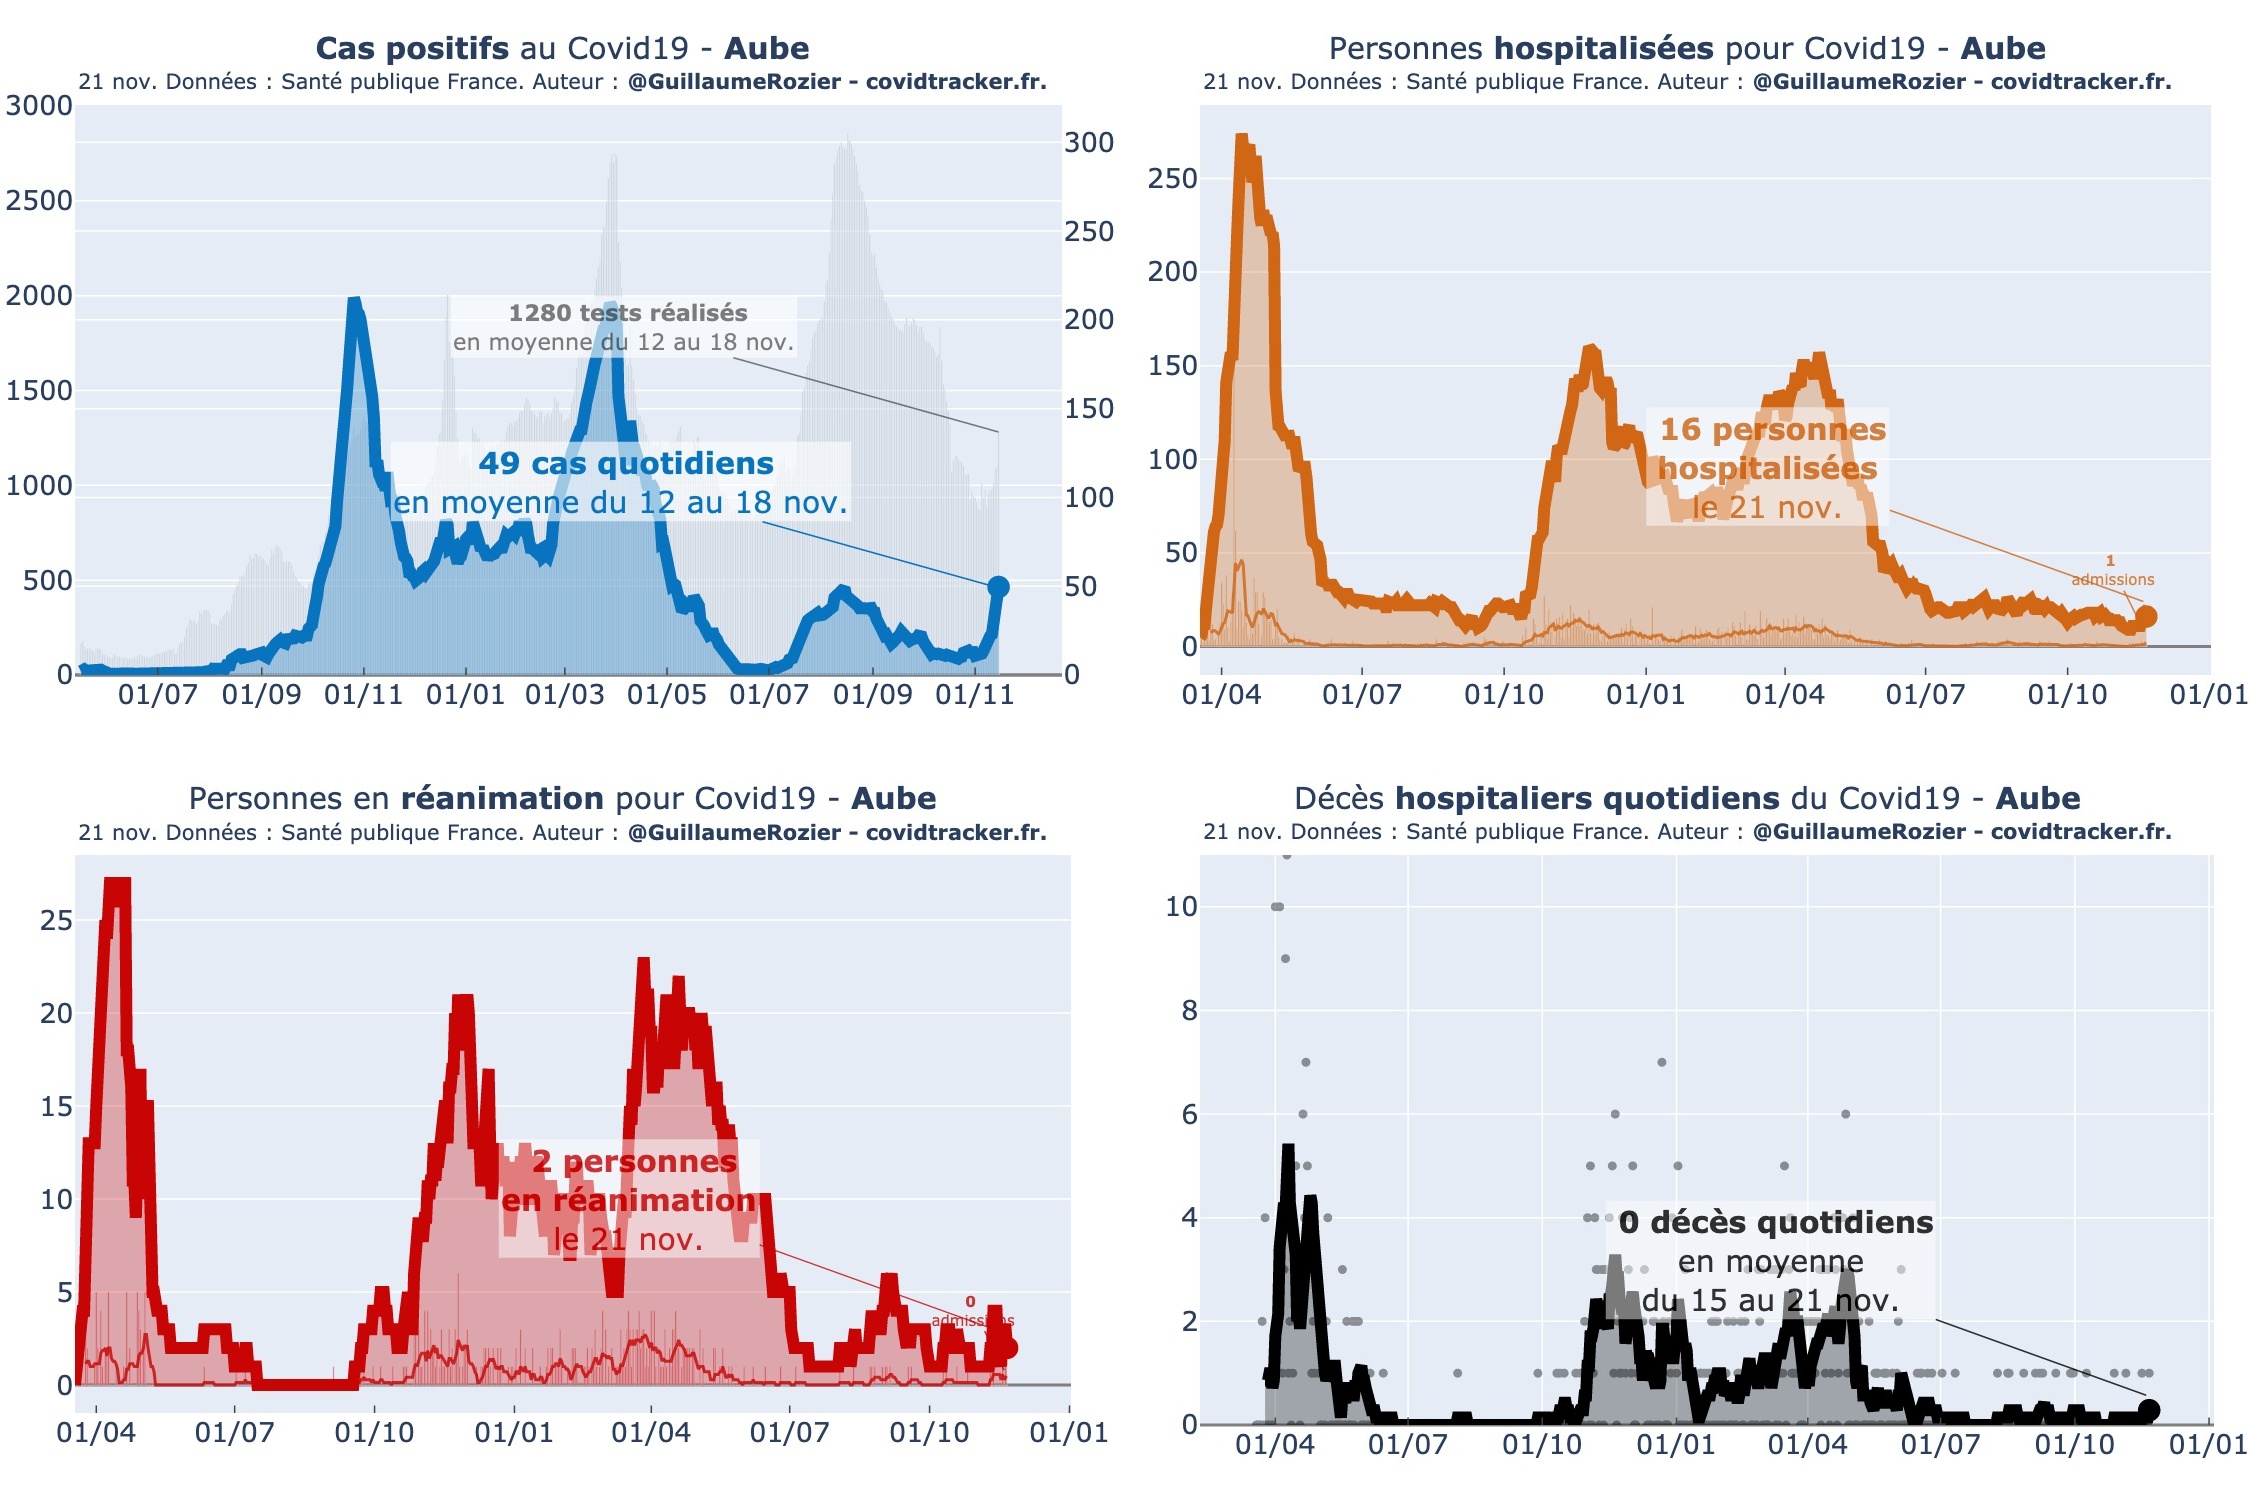 Cas positifs au Covid19 - Aube
21 nov. Données : Santé publique France. Auteur : @GuillaumeRozier - covidtracker.fr.
3000
2500
2000
1500
1000
500
0
300
250
200
150
100
50
0
1280 tests réalisés
en moyenne du 12 au 18 nov.
49 cas quotidiens
en moyenne du 12 au 18 nov.
01/07 01/09 01/11 01/01 01/03 01/05 01/07 01/09 01/11
Personnes hospitalisées pour Covid19 - Aube
21 nov. Données : Santé publique France. Auteur : @GuillaumeRozier - covidtracker.fr.
250
200
150
100
50
0
16 personnes
hospitalisées
le 21 nov.
1
admissions
01/04 01/07 01/10 01/01 01/04 01/07 01/10 01/01
Personnes en réanimation pour Covid19 - Aube
21 nov. Données : Santé publique France. Auteur : @GuillaumeRozier - covidtracker.fr.
25
20
15
10
5
0
2 personnes
en réanimation
le 21 nov.
0
admissions
01/04 01/07 01/10 01/01 01/04 01/07 01/10 01/01
Décès hospitaliers quotidiens du Covid19 - Aube
21 nov. Données : Santé publique France. Auteur : @GuillaumeRozier - covidtracker.fr.
10
8
6
4
2
0
0 décès quotidiens
en moyenne
du 15 au 21 nov.
01/04 01/07 01/10 01/01 01/04 01/07 01/10 01/01